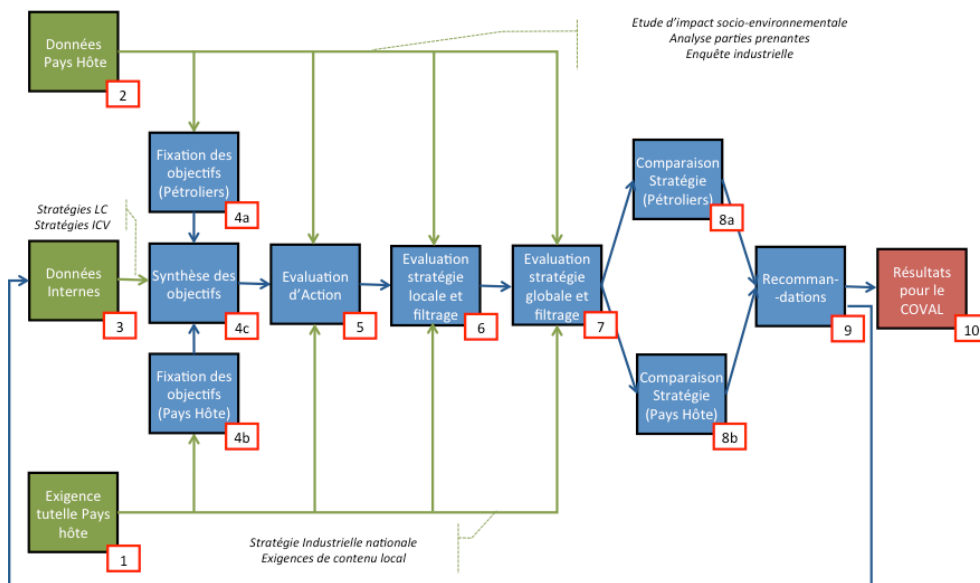 Etude d'impact socio-environnementale
Analyse parties prenantes
Enquête industrielle
Données
Pays Hôte
2
Fixation des
objectifs
(Pétroliers)
4a
Stratégies LC
Stratégies ICV
Données
Internes
3
Synthèse des
objectifs
4c
Evaluation
d'Action
5
Evaluation
stratégie
locale et
filtrage
6
Evaluation
stratégie
globale et
filtrage
7
Comparaison
Stratégie
(Pétroliers)
8a
Comparaison
Stratégie
(Pays Hôte)
8b
Recomman-
-dations
9
Résultats
pour le
COVAL
10
Fixation des
objectifs
(Pays Hôte)
4b
Exigence
tutelle Pays
hôte
1
Stratégie Industrielle nationale
Exigences de contenu local